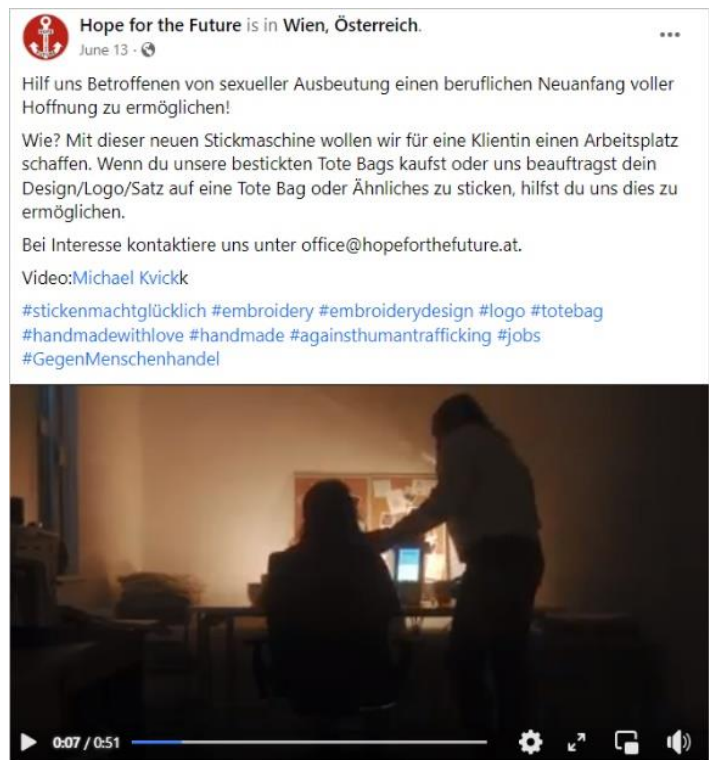 Hope for the Future is in Wien, Österreich.
June 13 ·
Hilf uns Betroffenen von sexueller Ausbeutung einen beruflichen Neuanfang voller
Hoffnung zu ermöglichen!
Wie? Mit dieser neuen Stickmaschine wollen wir für eine Klientin einen Arbeitsplatz
schaffen. Wenn du unsere bestickten Tote Bags kaufst oder uns beauftragst dein
Design/Logo/Satz auf eine Tote Bag oder Ähnliches zu sticken, hilfst du uns dies zu
ermöglichen.
Bei Interesse kontaktiere uns unter office@hopeforthefuture.at.
Video:Michael Kvickk
#stickenmachtglücklich #embroidery #embroiderydesign #logo #totebag
#handmadewithlove #handmade #againsthumantrafficking #jobs
#GegenMenschenhandel
0:07 / 0:51